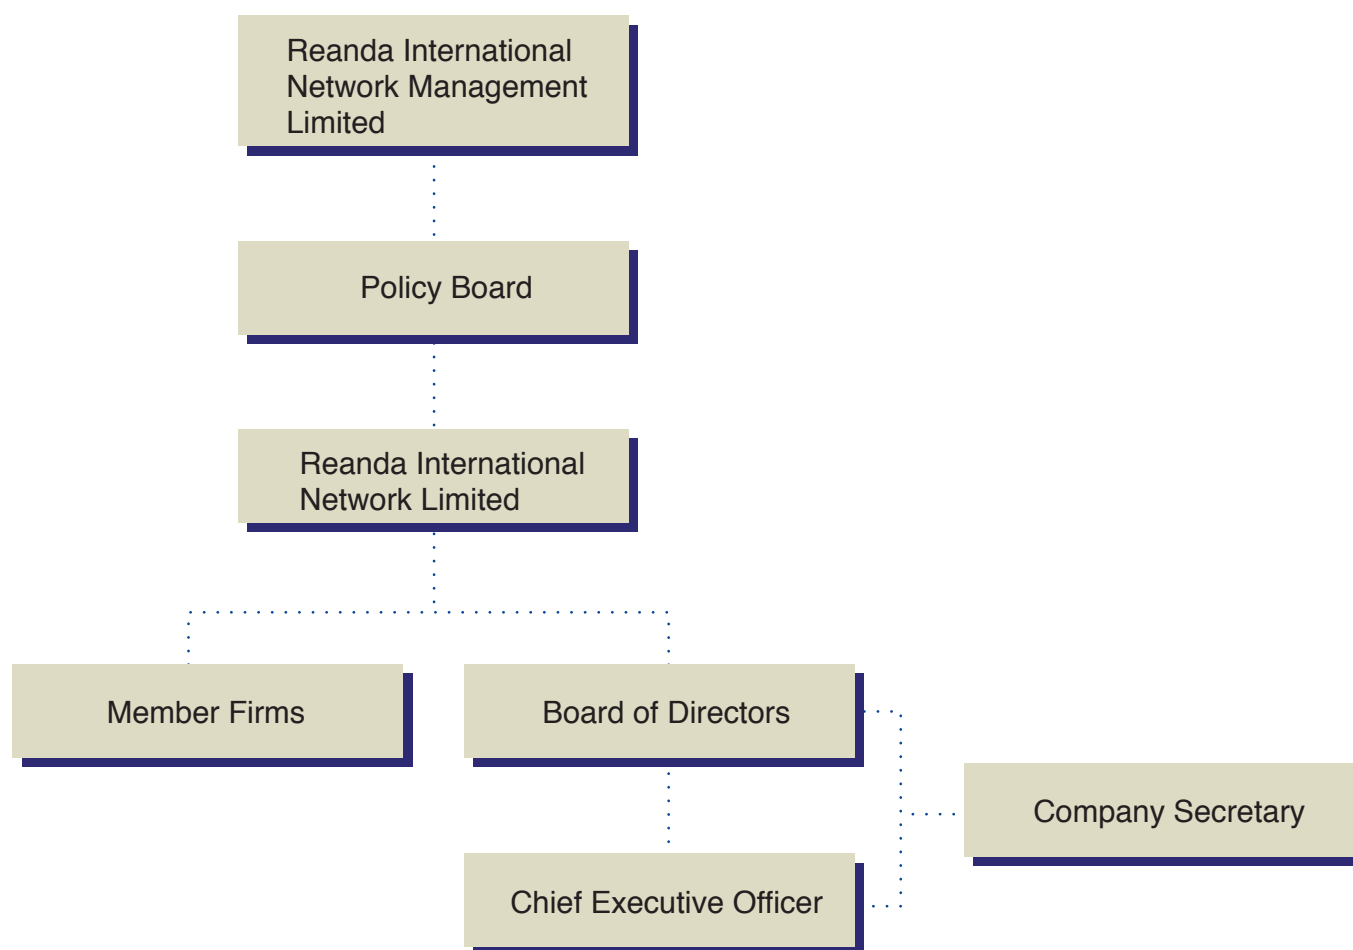 Reanda International
Network Management
Limited
Policy Board
Reanda International
Network Limited
Member Firms
Board of Directors
Company Secretary
Chief Executive Officer